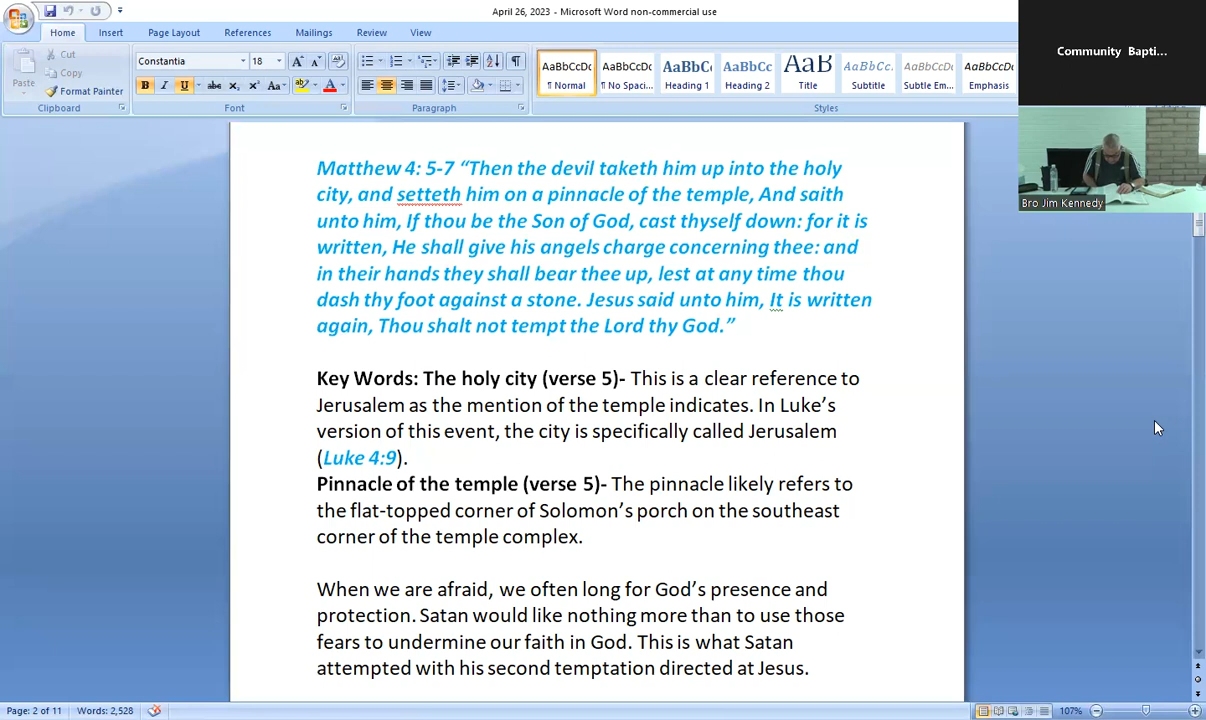 April 26, 2023 - Microsoft Word non-commercial use
Home Insert Page Layout References Mailings Review View
Cut
Copy
Format Painter
Paste
Clipboard
Constantia 18
Font
Paragraph
AaBbCcDc AaBbCcDc AaBbCc AaBbCc AaB AaBbCc. AaBbCcDc AaBbCcDc
¶ Normal ¶ No Spaci... Heading 1 Heading 2 Title Subtitle Subtle Em... Emphasis
Styles
Community Bapti...
Bro Jim Kennedy
Matthew 4: 5-7 “Then the devil taketh him up into the holy
city, and setteth him on a pinnacle of the temple, And saith
unto him, If thou be the Son of God, cast thyself down: for it is
written, He shall give his angels charge concerning thee: and
in their hands they shall bear thee up, lest at any time thou
dash thy foot against a stone. Jesus said unto him, It is written
again, Thou shalt not tempt the Lord thy God.”
Key Words: The holy city (verse 5)- This is a clear reference to
Jerusalem as the mention of the temple indicates. In Luke’s
version of this event, the city is specifically called Jerusalem
(Luke 4:9).
Pinnacle of the temple (verse 5)- The pinnacle likely refers to
the flat-topped corner of Solomon’s porch on the southeast
corner of the temple complex.
When we are afraid, we often long for God’s presence and
protection. Satan would like nothing more than to use those
fears to undermine our faith in God. This is what Satan
attempted with his second temptation directed at Jesus.
Page: 2 of 11 Words: 2,528 107%